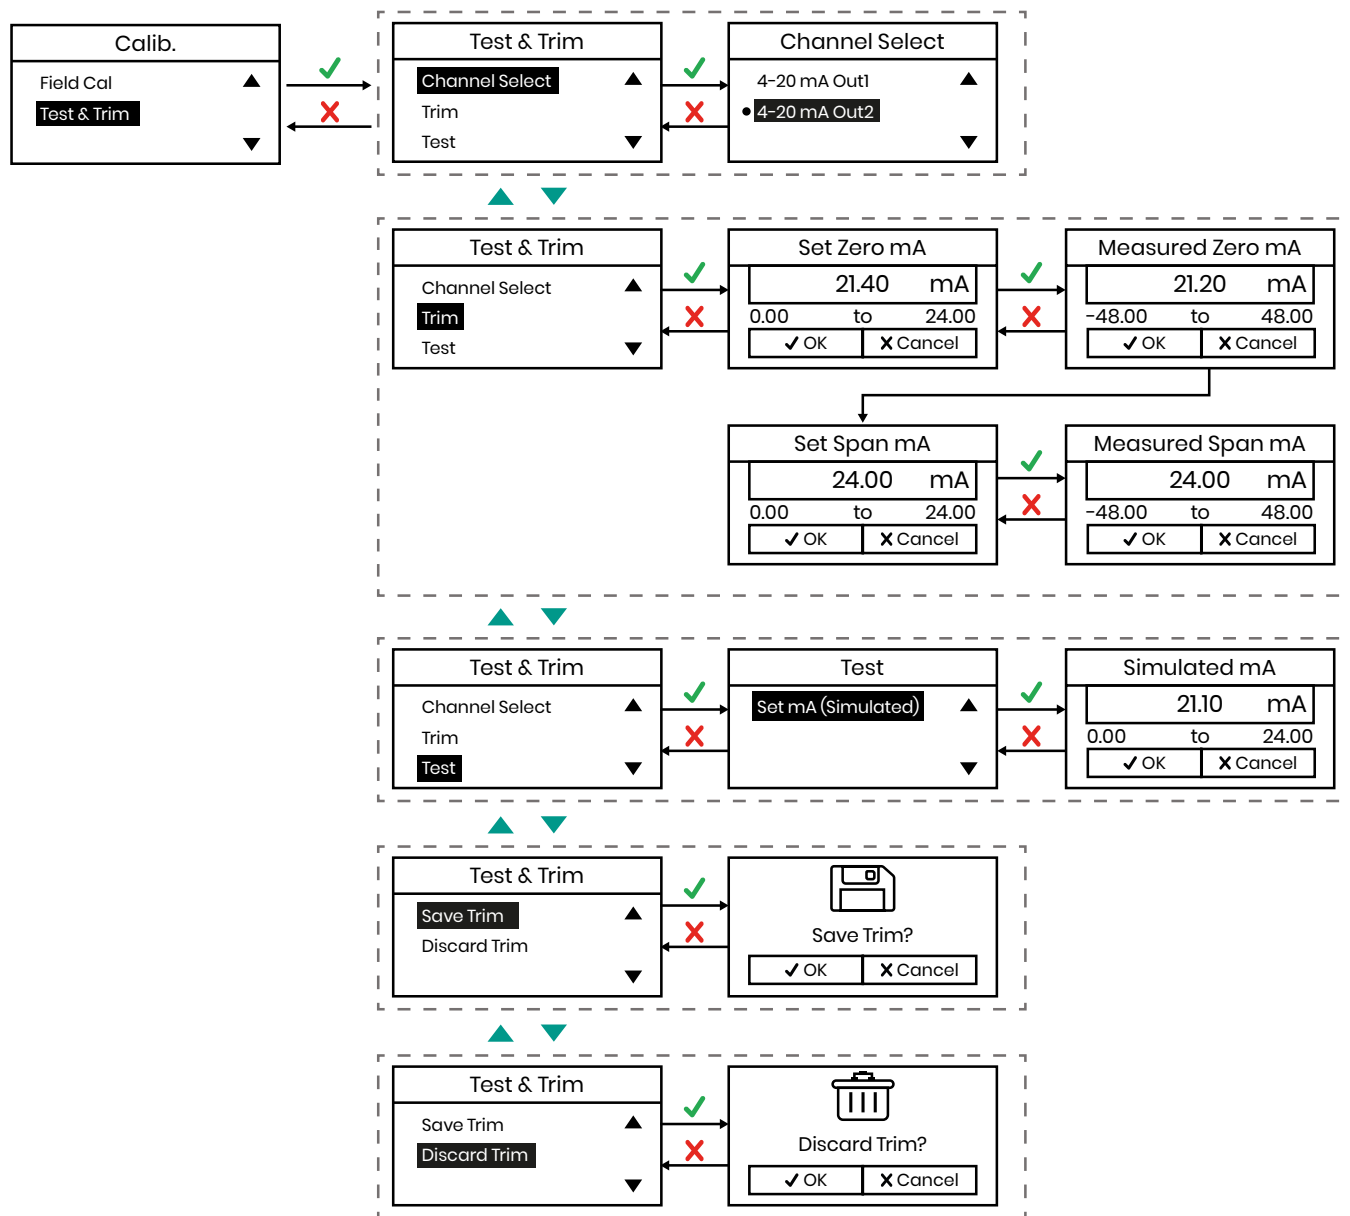 Calib.
Field Cal
Test & Trim
Test & Trim
Channel Select
Trim
Test
Channel Select
4-20 mA Out1
4-20 mA Out2
Test & Trim
Channel Select
Trim
Test
Set Zero mA
21.40 mA
0.00 to 24.00
OK Cancel
Measured Zero mA
21.20 mA
-48.00 to 48.00
OK Cancel
Set Span mA
24.00 mA
0.00 to 24.00
OK Cancel
Measured Span mA
24.00 mA
-48.00 to 48.00
OK Cancel
Test & Trim
Channel Select
Trim
Test
Test
Set mA (Simulated)
Simulated mA
21.10 mA
0.00 to 24.00
OK Cancel
Test & Trim
Save Trim
Discard Trim
Save Trim?
OK Cancel
Test & Trim
Save Trim
Discard Trim
Discard Trim?
OK Cancel